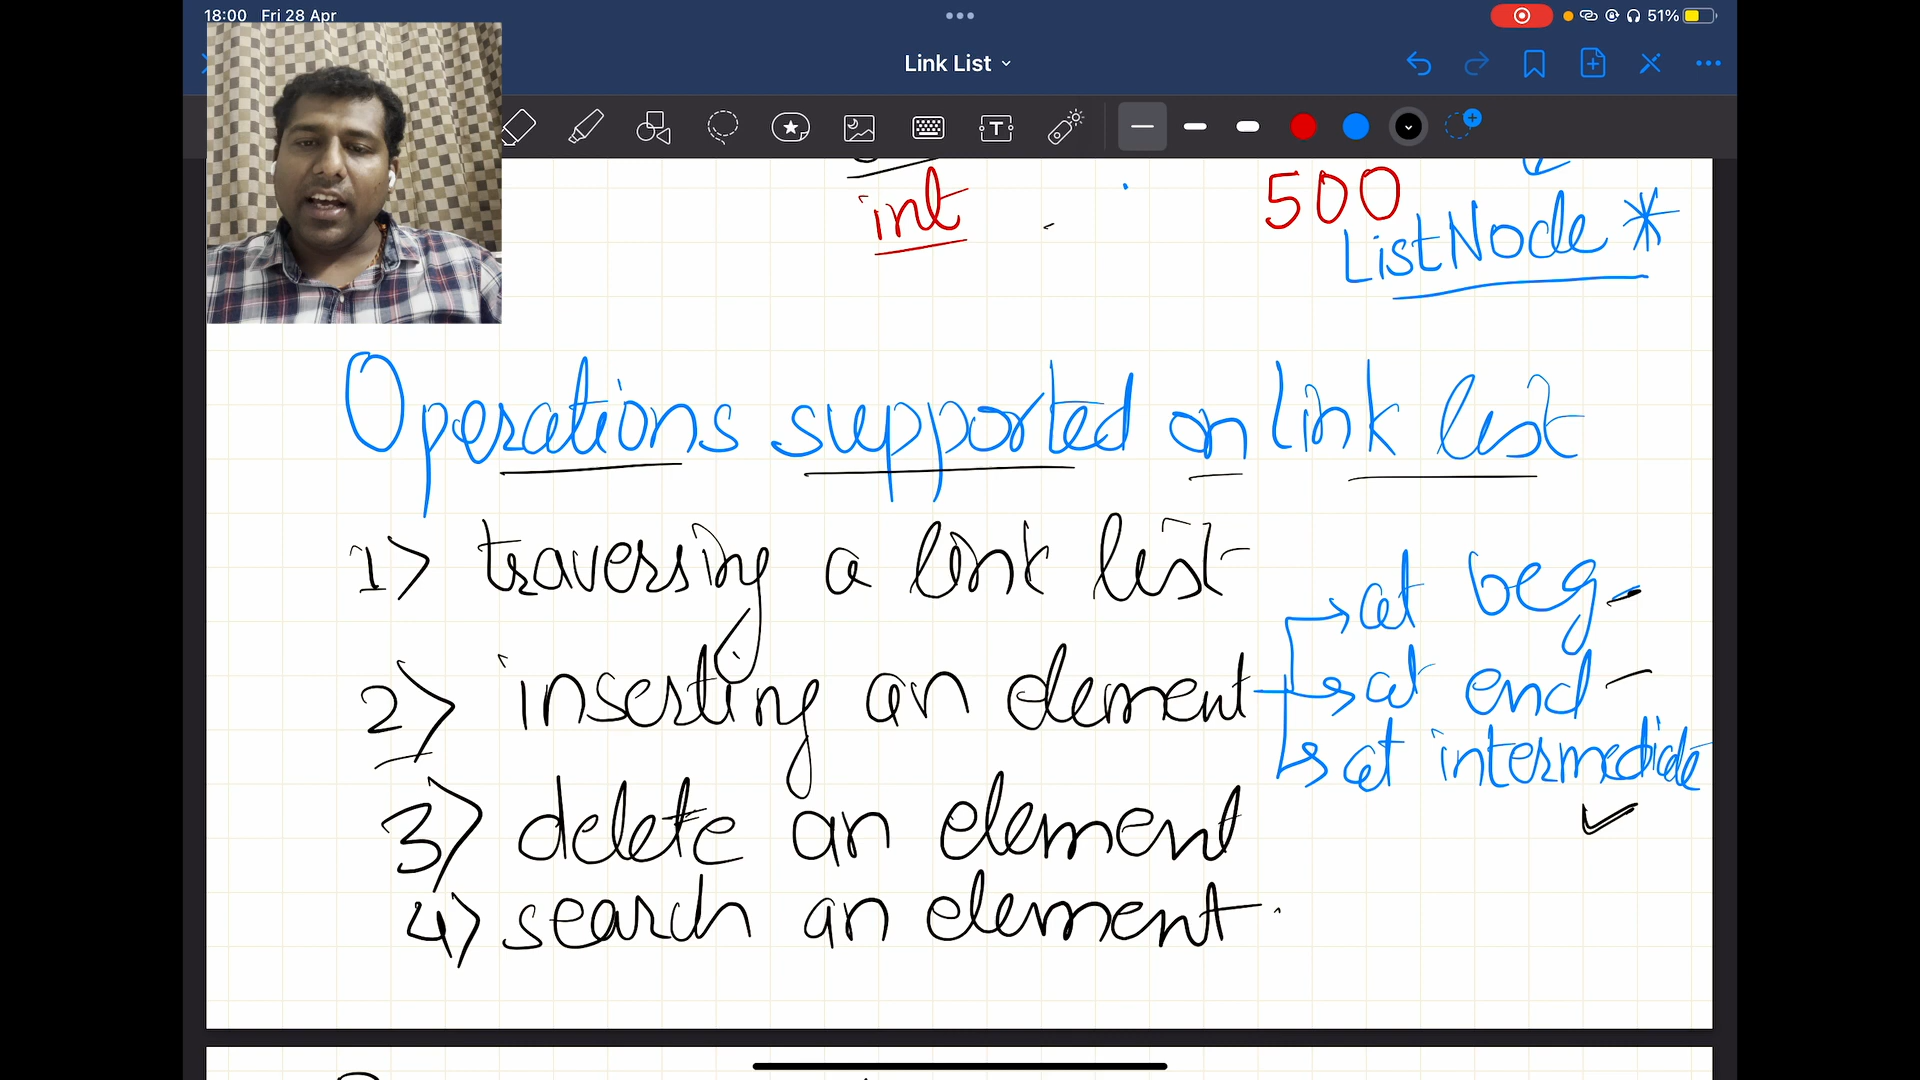 18:00 Fri 28 Apr
51%
Link List
int
500
ListNode *
Operations supported on link list
1> traversing a link list
2> inserting an element
at beg.
at end
at intermediate
3> delete an element
4> search an element.